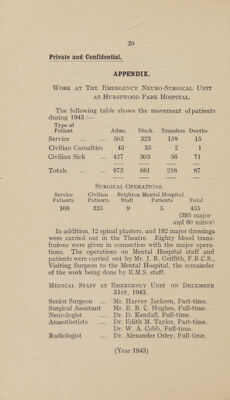 20
Private and Confidential.
APPENDIX.
Work at The Emergency Neuro-Surgical Unit
at Hurstwood Park Hospital.
The following table shows the movement of patients
during 1943 :—
Type of
Patient Adms. Disch. Transfers Deaths
Service ... ... 503 323 158 15
Civilian Casualties 43 35 2 1
Civilian Sick ... 427 303 56 71
Totals ... ... 973 661 216 87
Surgical Operations.
Service Civilian Brighton Mental Hospital
Patients Patients Staff Patients Total
106 335 9 5 455
(395 major
and 60 minor)
In addition, 12 spinal plasters, and 192 major dressings
were carried out in the Theatre. Eighty blood trans-
fusions were given in connection with the major opera-
tions. The operations on Mental Hospital staff and
patients were carried out by Mr. J. R. Griffith, F.R.C.S.,
Visiting Surgeon to the Mental Hospital, the remainder
of the work being done by E.M.S. staff.
Medical Staff at Emergency Unit on December
31st, 1943.
Senior Surgeon ... Mr. Harvey Jackson, Part-time.
Surgical Assistant Mr. E. B. C. Hughes, Full-time.
Neurologist ... Dr. D. Kendall, Full-time.
Anaesthetists ... Dr. Edith M. Taylor, Part-time.
Dr. W. A. Cobb, Full-time.
Radiologist ... Dr. Alexander Orley, Full-time.
(Year 1943)